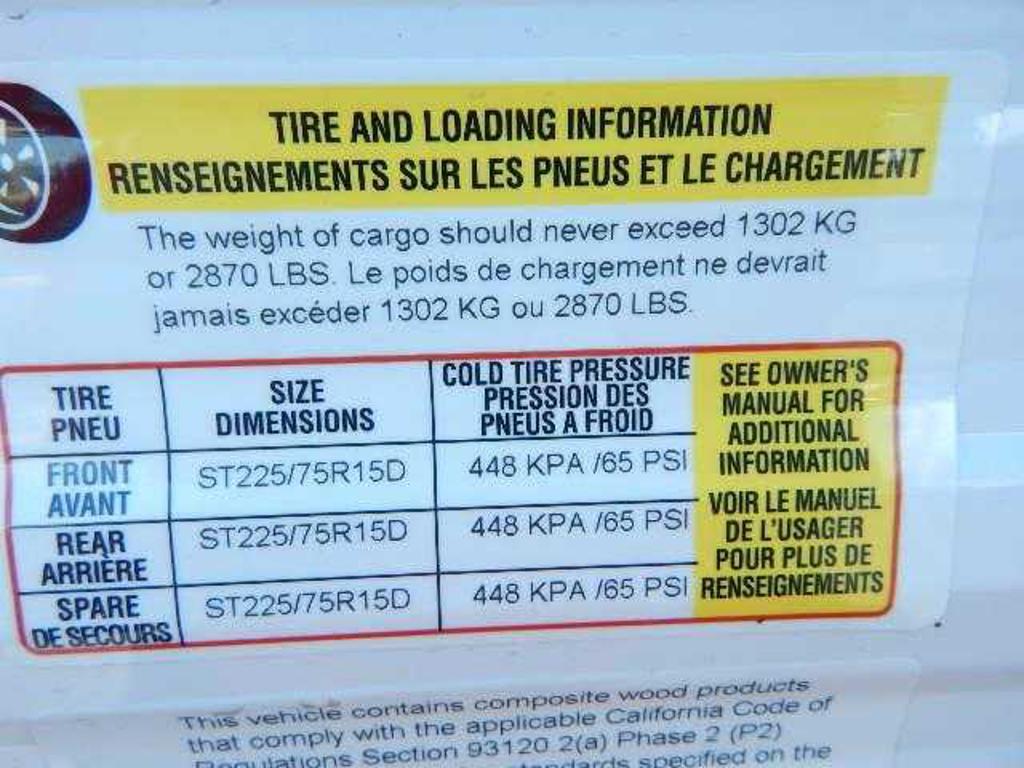 TIRE AND LOADING INFORMATION
RENSEIGNEMENTS SUR LES PNEUS ET LE CHARGEMENT
The weight of cargo should never exceed 1302 KG
or 2870 LBS. Le poids de chargement ne devrait
jamais excéder 1302 KG ou 2870 LBS.
TIRE
PNEU
SIZE
DIMENSIONS
COLD TIRE PRESSURE
PRESSION DES
PNEUS A FROID
FRONT
AVANT
ST225/75R15D
448 KPA /65 PSI
REAR
ARRIÈRE
ST225/75R15D
448 KPA /65 PSI
SPARE
DE SECOURS
ST225/75R15D
448 KPA /65 PSI
SEE OWNER'S
MANUAL FOR
ADDITIONAL
INFORMATION
VOIR LE MANUEL
DE L'USAGER
POUR PLUS DE
RENSEIGNEMENTS
This vehicle contains composite wood products
that comply with the applicable California Code of
Regulations Section 93120.2(a) Phase 2 (P2)
standards specified on the